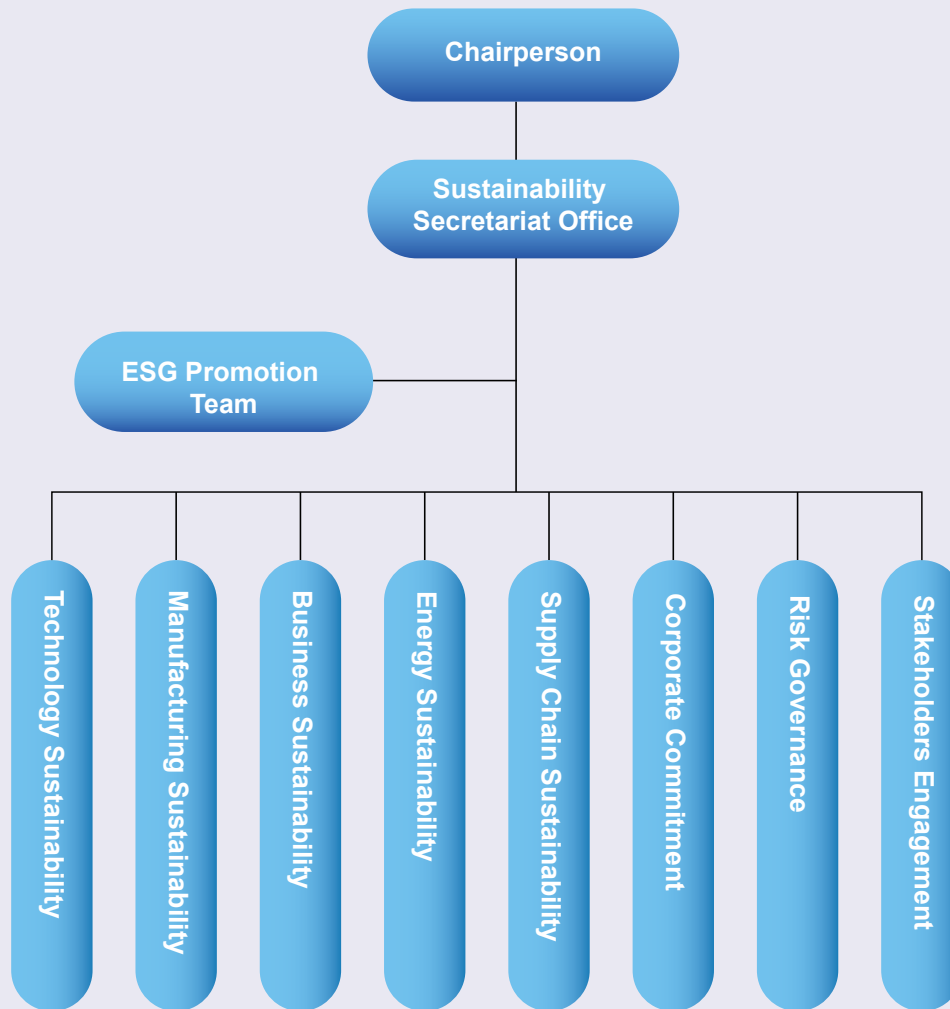 Chairperson
Sustainability
Secretariat Office
ESG Promotion
Team
Technology Sustainability
Manufacturing Sustainability
Business Sustainability
Energy Sustainability
Supply Chain Sustainability
Corporate Commitment
Risk Governance
Stakeholders Engagement